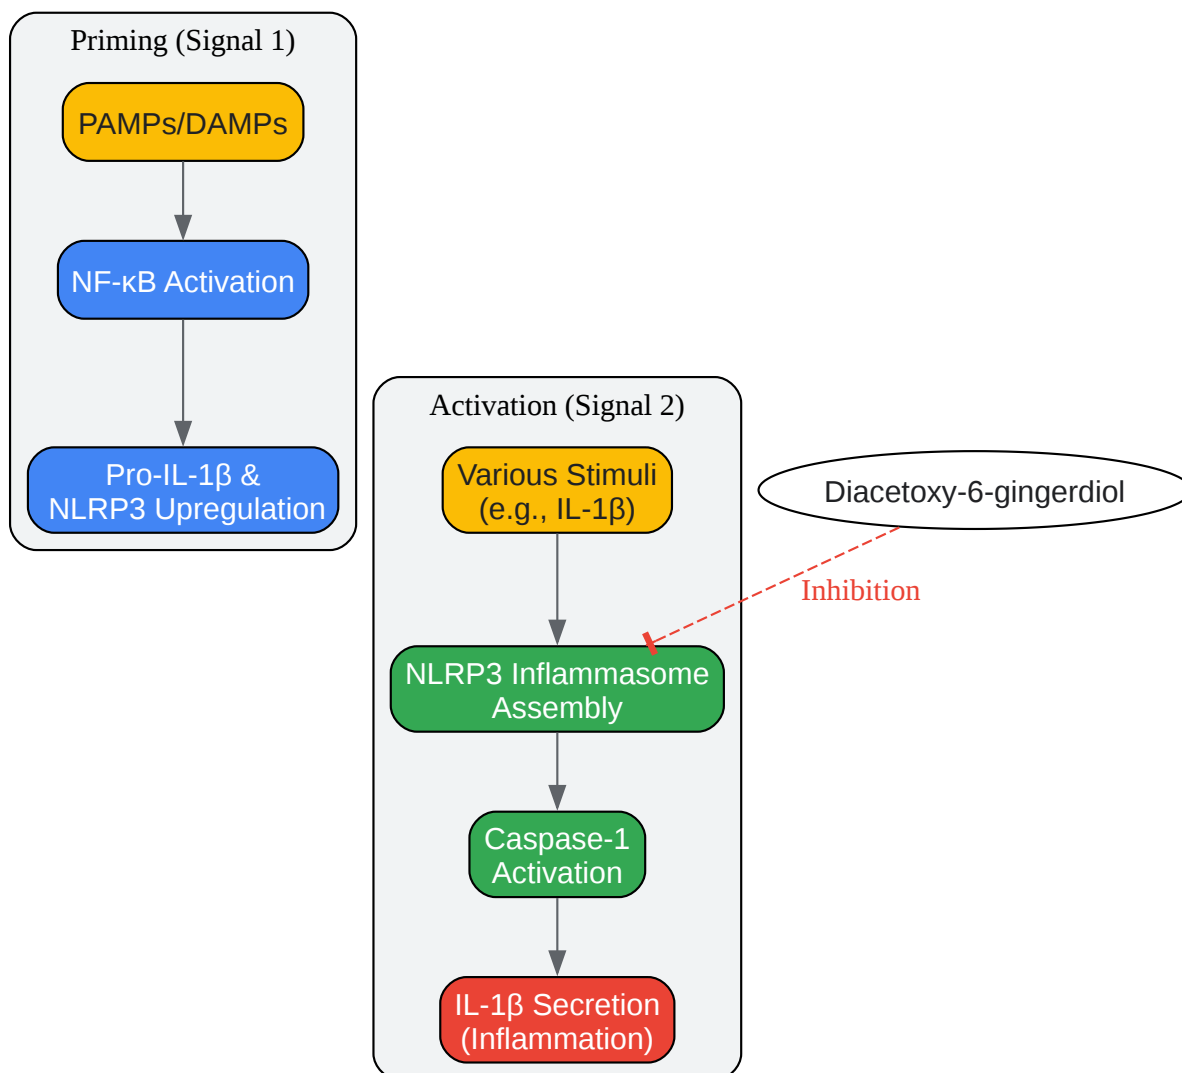 Priming (Signal 1)
PAMPs/DAMPs
NF-κB Activation
Pro-IL-1β &
NLRP3 Upregulation
Activation (Signal 2)
Various Stimuli
(e.g., IL-1β)
Diacetoxy-6-gingerdiol
Inhibition
NLRP3 Inflammasome
Assembly
Caspase-1
Activation
IL-1β Secretion
(Inflammation)